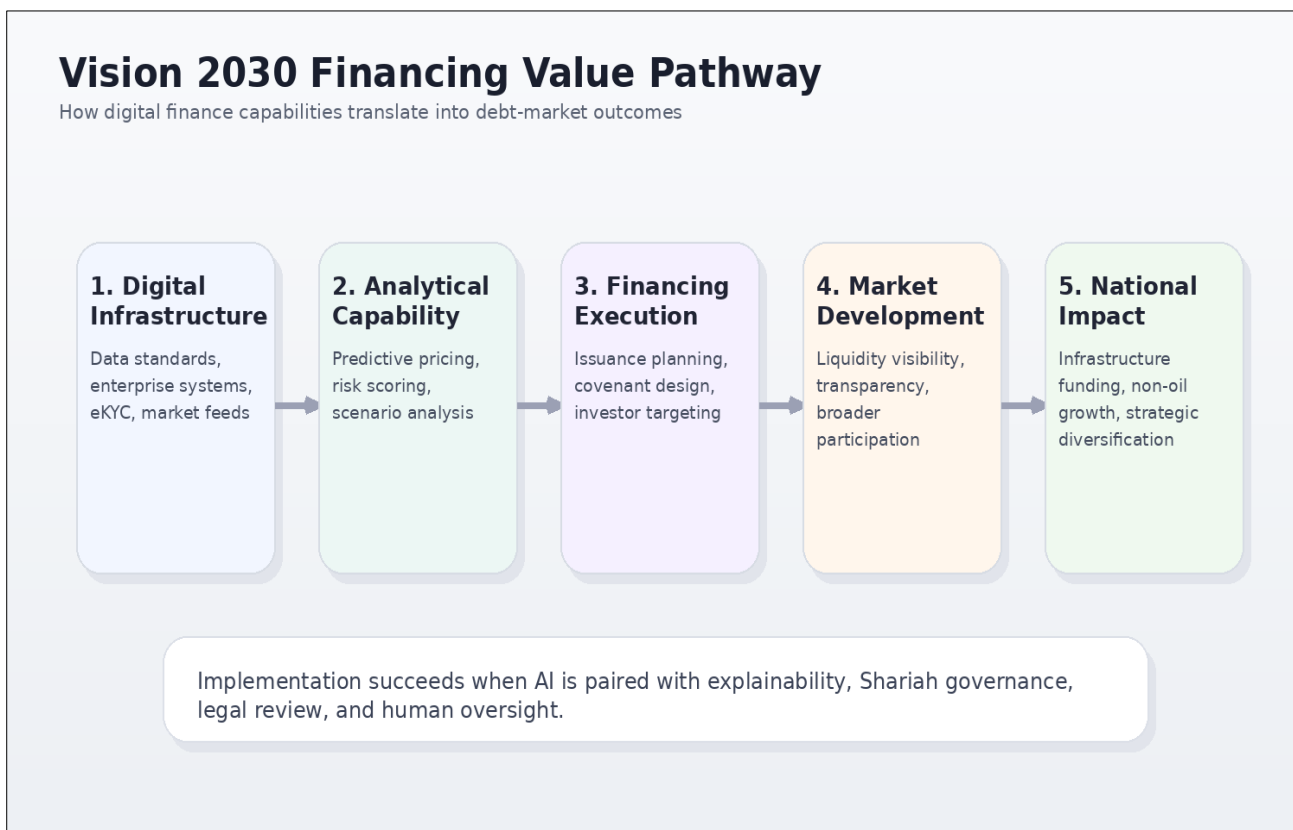 Vision 2030 Financing Value Pathway
How digital finance capabilities translate into debt-market outcomes
1. Digital
Infrastructure
Data standards,
enterprise systems,
eKYC, market feeds
2. Analytical
Capability
Predictive pricing,
risk scoring,
scenario analysis
3. Financing
Execution
Issuance planning,
covenant design,
investor targeting
4. Market
Development
Liquidity visibility,
transparency,
broader
participation
5. National
Impact
Infrastructure
funding, non-oil
growth, strategic
diversification
Implementation succeeds when AI is paired with explainability, Shariah governance,
legal review, and human oversight.